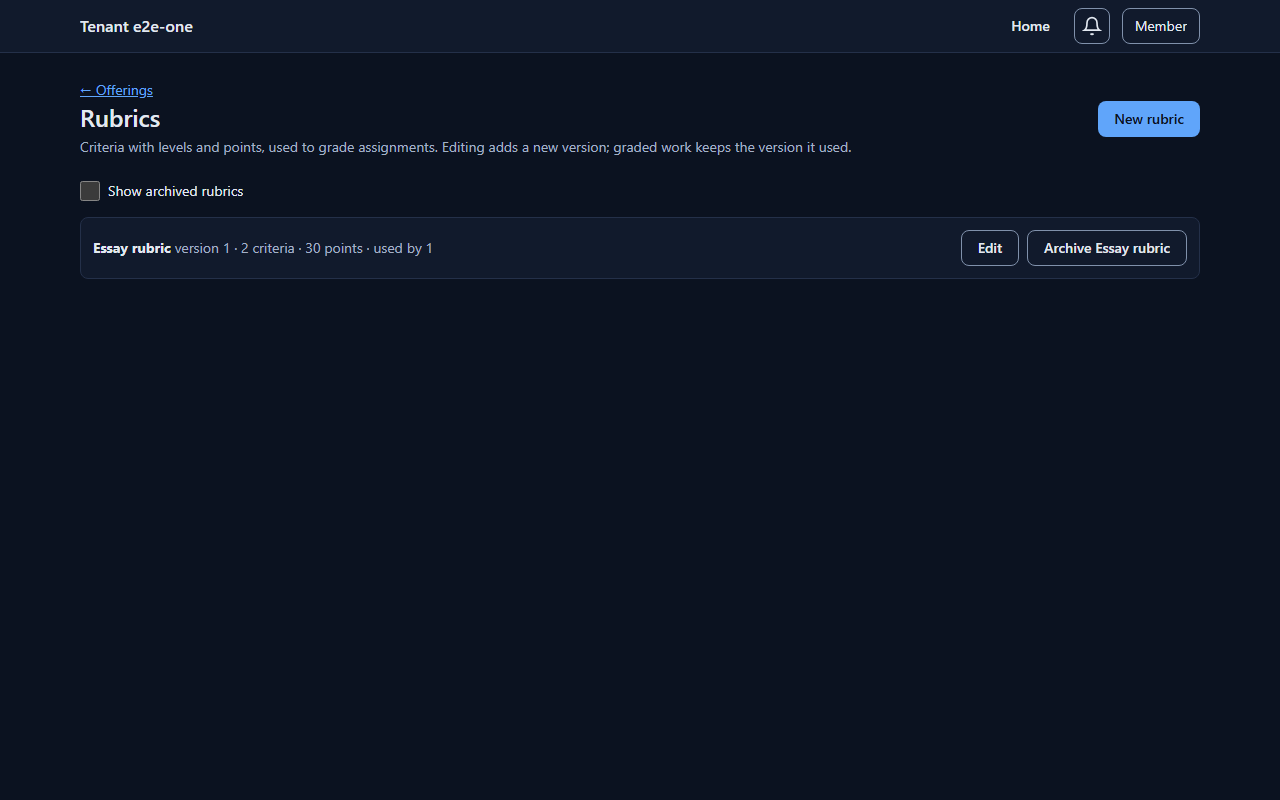 Tenant e2e-one
Home
Member
← Offerings
Rubrics
New rubric
Criteria with levels and points, used to grade assignments. Editing adds a new version; graded work keeps the version it used.
Show archived rubrics
Essay rubric version 1 · 2 criteria · 30 points · used by 1
Edit
Archive Essay rubric